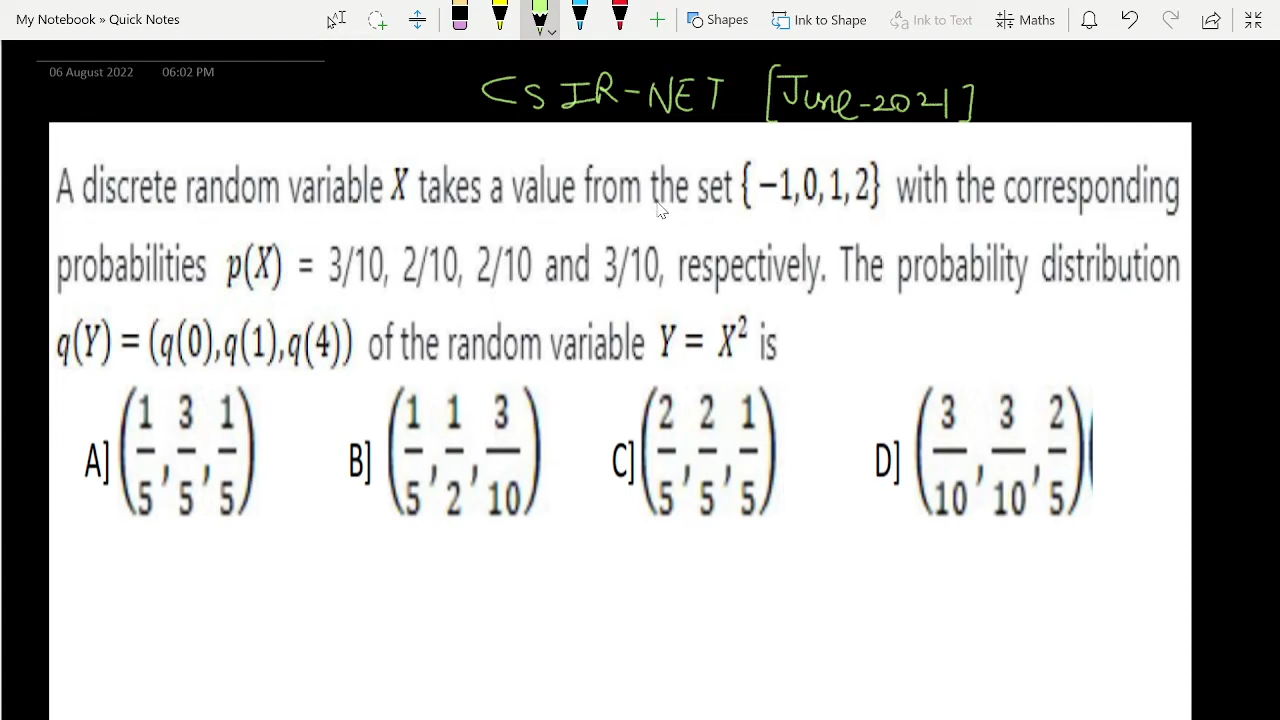 My Notebook » Quick Notes
Shapes
Ink to Shape
Ink to Text
Maths
06 August 2022 06:02 PM
CSIR-NET [June-2021]
A discrete random variable X takes a value from the set {−1,0,1,2} with the corresponding
probabilities p(X) = 3/10, 2/10, 2/10 and 3/10, respectively. The probability distribution
q(Y) = (q(0),q(1),q(4)) of the random variable Y = X² is
A] (1/5, 3/5, 1/5) B] (1/5, 1/2, 3/10) C] (2/5, 2/5, 1/5) D] (3/10, 3/10, 2/5)